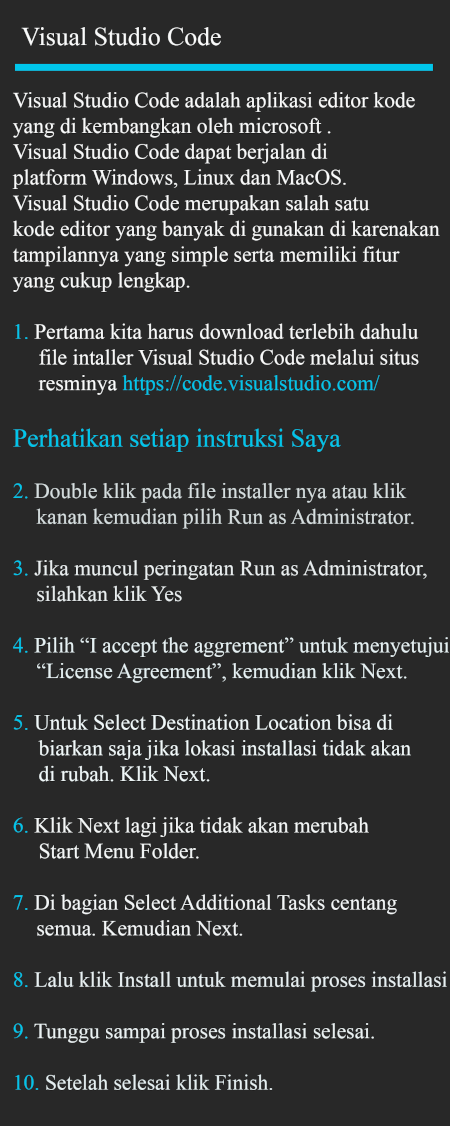 Visual Studio Code
Visual Studio Code adalah aplikasi editor kode
yang di kembangkan oleh microsoft .
Visual Studio Code dapat berjalan di
platform Windows, Linux dan MacOS.
Visual Studio Code merupakan salah satu
kode editor yang banyak di gunakan di karenakan
tampilannya yang simple serta memiliki fitur
yang cukup lengkap.
1. Pertama kita harus download terlebih dahulu
file intaller Visual Studio Code melalui situs
resminya https://code.visualstudio.com/
Perhatikan setiap instruksi Saya
2. Double klik pada file installer nya atau klik
kanan kemudian pilih Run as Administrator.
3. Jika muncul peringatan Run as Administrator,
silahkan klik Yes
4. Pilih “I accept the aggrement” untuk menyetujui
“License Agreement”, kemudian klik Next.
5. Untuk Select Destination Location bisa di
biarkan saja jika lokasi installasi tidak akan
di rubah. Klik Next.
6. Klik Next lagi jika tidak akan merubah
Start Menu Folder.
7. Di bagian Select Additional Tasks centang
semua. Kemudian Next.
8. Lalu klik Install untuk memulai proses installasi
9. Tunggu sampai proses installasi selesai.
10. Setelah selesai klik Finish.